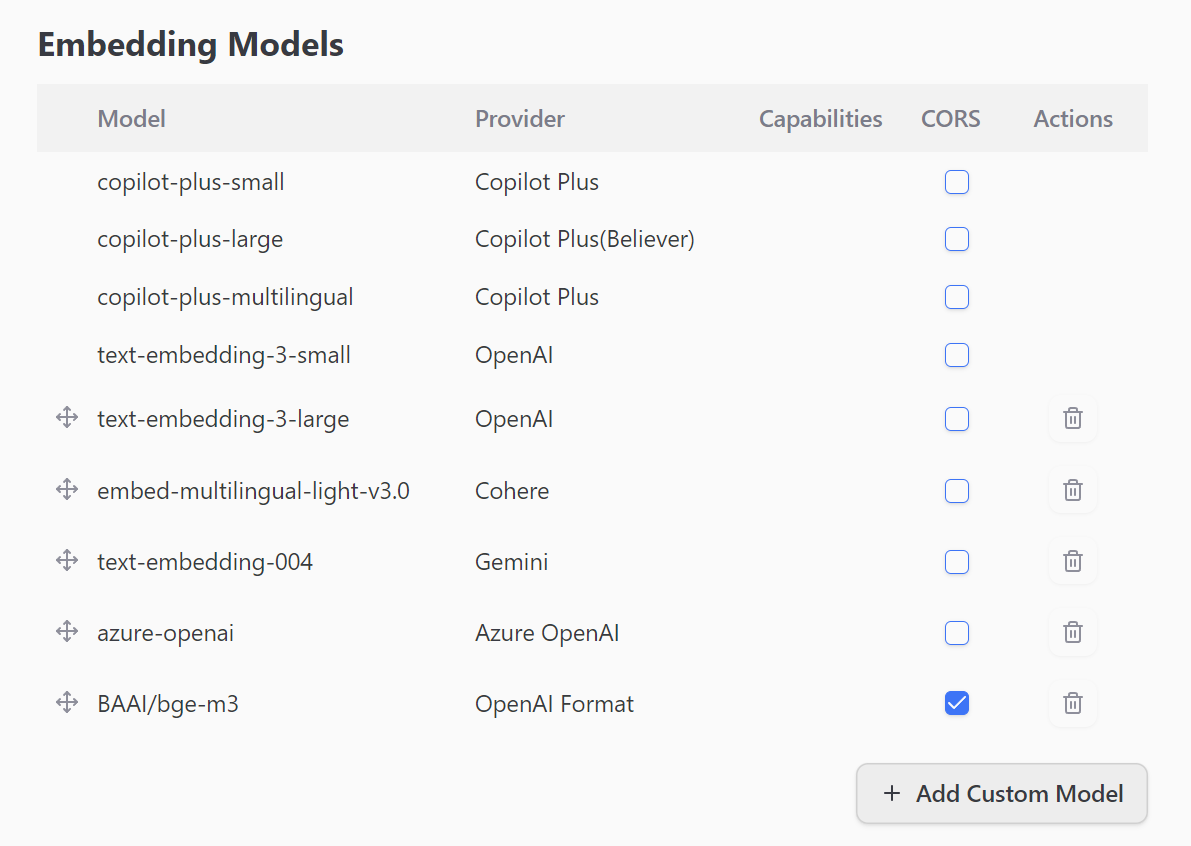 Embedding Models
Model Provider Capabilities CORS Actions
copilot-plus-small Copilot Plus
copilot-plus-large Copilot Plus(Believer)
copilot-plus-multilingual Copilot Plus
text-embedding-3-small OpenAI
text-embedding-3-large OpenAI
embed-multilingual-light-v3.0 Cohere
text-embedding-004 Gemini
azure-openai Azure OpenAI
BAAI/bge-m3 OpenAI Format
+ Add Custom Model